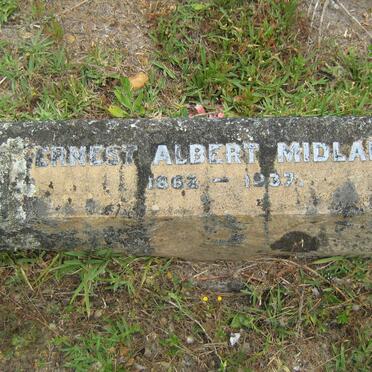 ERNEST ALBERT MIDLA
1862 - 1937.